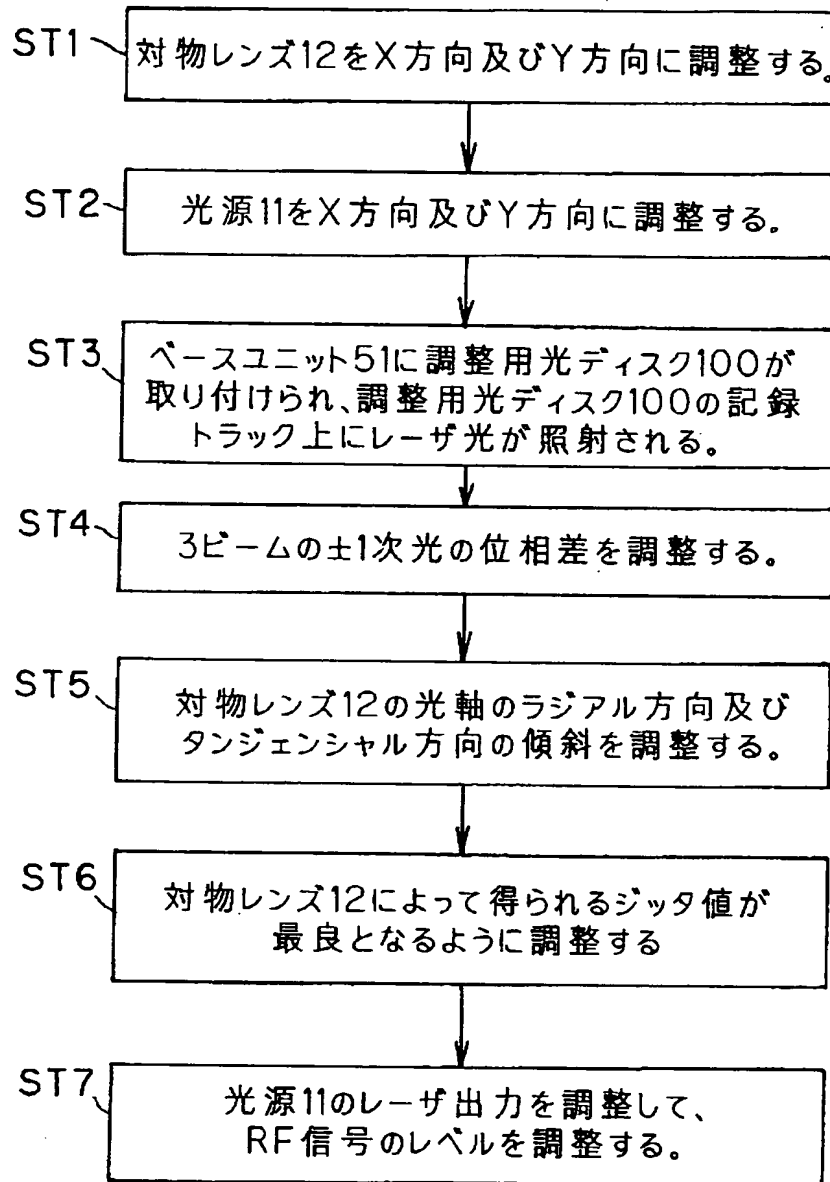 ST1
対物レンズ12をX方向及びY方向に調整する。
ST2
光源11をX方向及びY方向に調整する。
ST3
ベースユニット51に調整用光ディスク100が
取り付けられ、調整用光ディスク100の記録
トラック上にレーザ光が照射される。
ST4
3ビームの±1次光の位相差を調整する。
ST5
対物レンズ12の光軸のラジアル方向及び
タンジェンシャル方向の傾斜を調整する。
ST6
対物レンズ12によって得られるジッタ値が
最良となるように調整する
ST7
光源11のレーザ出力を調整して、
RF信号のレベルを調整する。